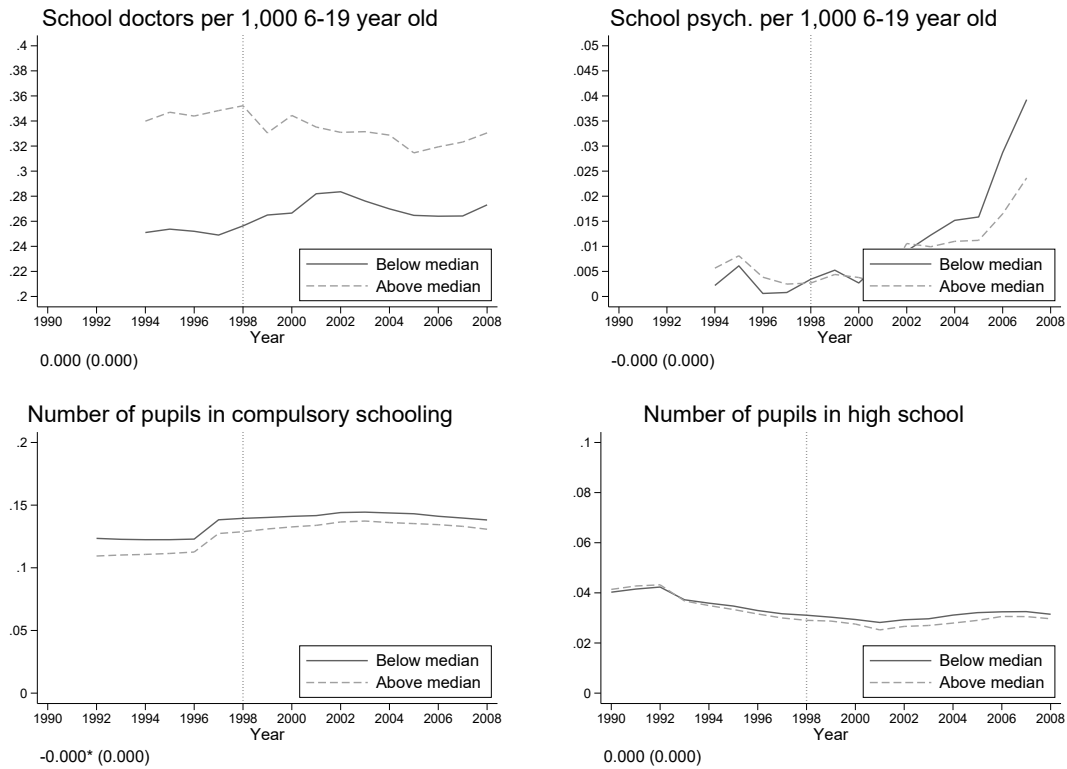 School doctors per 1,000 6-19 year old
.4
.38
.36
.34
.32
.3
.28
.26
.24
.22
.2
Below median
Above median
1990 1992 1994 1996 1998 2000 2002 2004 2006 2008
Year
0.000 (0.000)
School psych. per 1,000 6-19 year old
.05
.045
.04
.035
.03
.025
.02
.015
.01
.005
0
Below median
Above median
1990 1992 1994 1996 1998 2000 2002 2004 2006 2008
Year
-0.000 (0.000)
Number of pupils in compulsory schooling
.2
.15
.1
.05
0
Below median
Above median
1990 1992 1994 1996 1998 2000 2002 2004 2006 2008
Year
-0.000* (0.000)
Number of pupils in high school
.1
.08
.06
.04
.02
0
Below median
Above median
1990 1992 1994 1996 1998 2000 2002 2004 2006 2008
Year
0.000 (0.000)